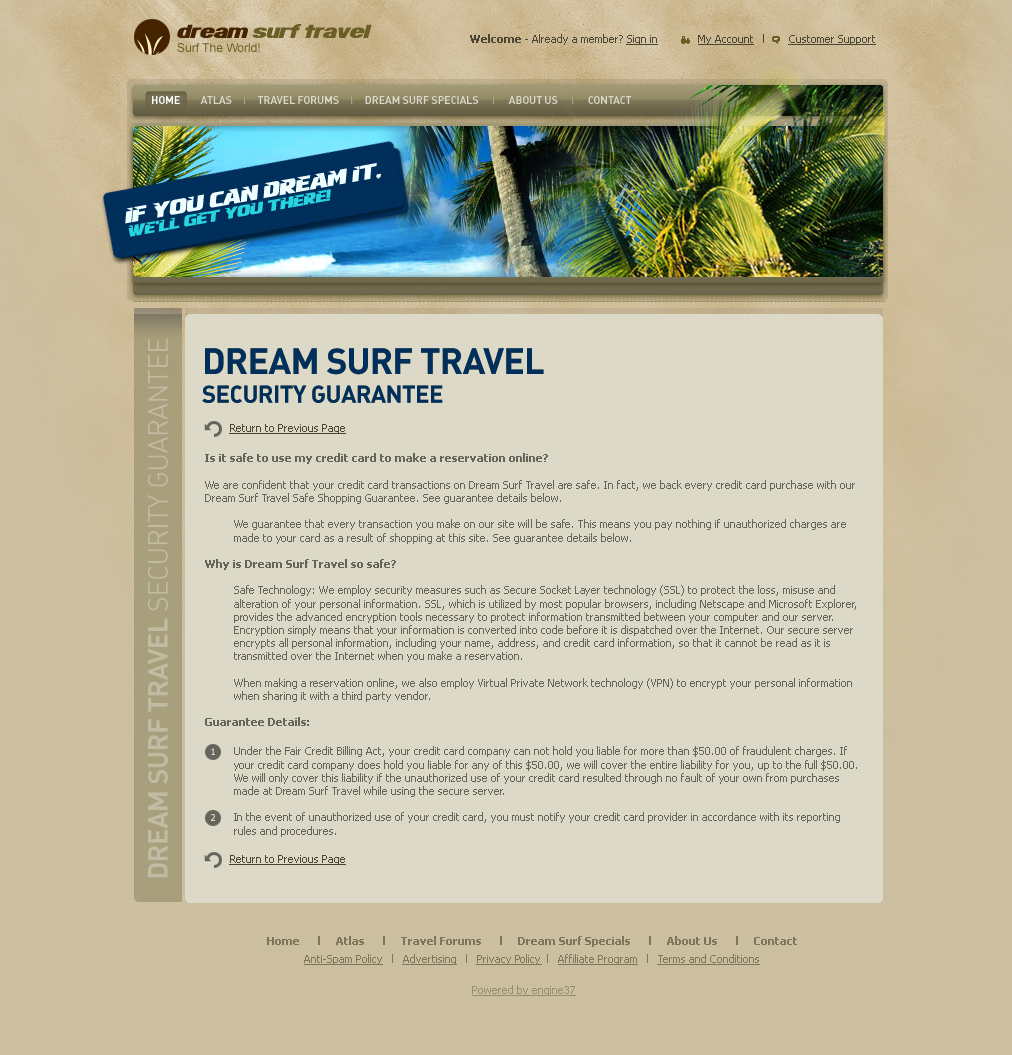 dream surf travel
Surf The World!
Welcome - Already a member? Sign in
My Account | Customer Support
HOME ATLAS | TRAVEL FORUMS | DREAM SURF SPECIALS | ABOUT US | CONTACT
IF YOU CAN DREAM IT.
WE'LL GET YOU THERE!
DREAM SURF TRAVEL SECURITY GUARANTEE
DREAM SURF TRAVEL
SECURITY GUARANTEE
Return to Previous Page
Is it safe to use my credit card to make a reservation online?
We are confident that your credit card transactions on Dream Surf Travel are safe. In fact, we back every credit card purchase with our
Dream Surf Travel Safe Shopping Guarantee. See guarantee details below.
We guarantee that every transaction you make on our site will be safe. This means you pay nothing if unauthorized charges are
made to your card as a result of shopping at this site. See guarantee details below.
Why is Dream Surf Travel so safe?
Safe Technology: We employ security measures such as Secure Socket Layer technology (SSL) to protect the loss, misuse and
alteration of your personal information. SSL, which is utilized by most popular browsers, including Netscape and Microsoft Explorer,
provides the advanced encryption tools necessary to protect information transmitted between your computer and our server.
Encryption simply means that your information is converted into code before it is dispatched over the Internet. Our secure server
encrypts all personal information, including your name, address, and credit card information, so that it cannot be read as it is
transmitted over the Internet when you make a reservation.
When making a reservation online, we also employ Virtual Private Network technology (VPN) to encrypt your personal information
when sharing it with a third party vendor.
Guarantee Details:
1 Under the Fair Credit Billing Act, your credit card company can not hold you liable for more than $50.00 of fraudulent charges. If
your credit card company does hold you liable for any of this $50.00, we will cover the entire liability for you, up to the full $50.00.
We will only cover this liability if the unauthorized use of your credit card resulted through no fault of your own from purchases
made at Dream Surf Travel while using the secure server.
2 In the event of unauthorized use of your credit card, you must notify your credit card provider in accordance with its reporting
rules and procedures.
Return to Previous Page
Home | Atlas | Travel Forums | Dream Surf Specials | About Us | Contact
Anti-Spam Policy | Advertising | Privacy Policy | Affiliate Program | Terms and Conditions
Powered by engine37